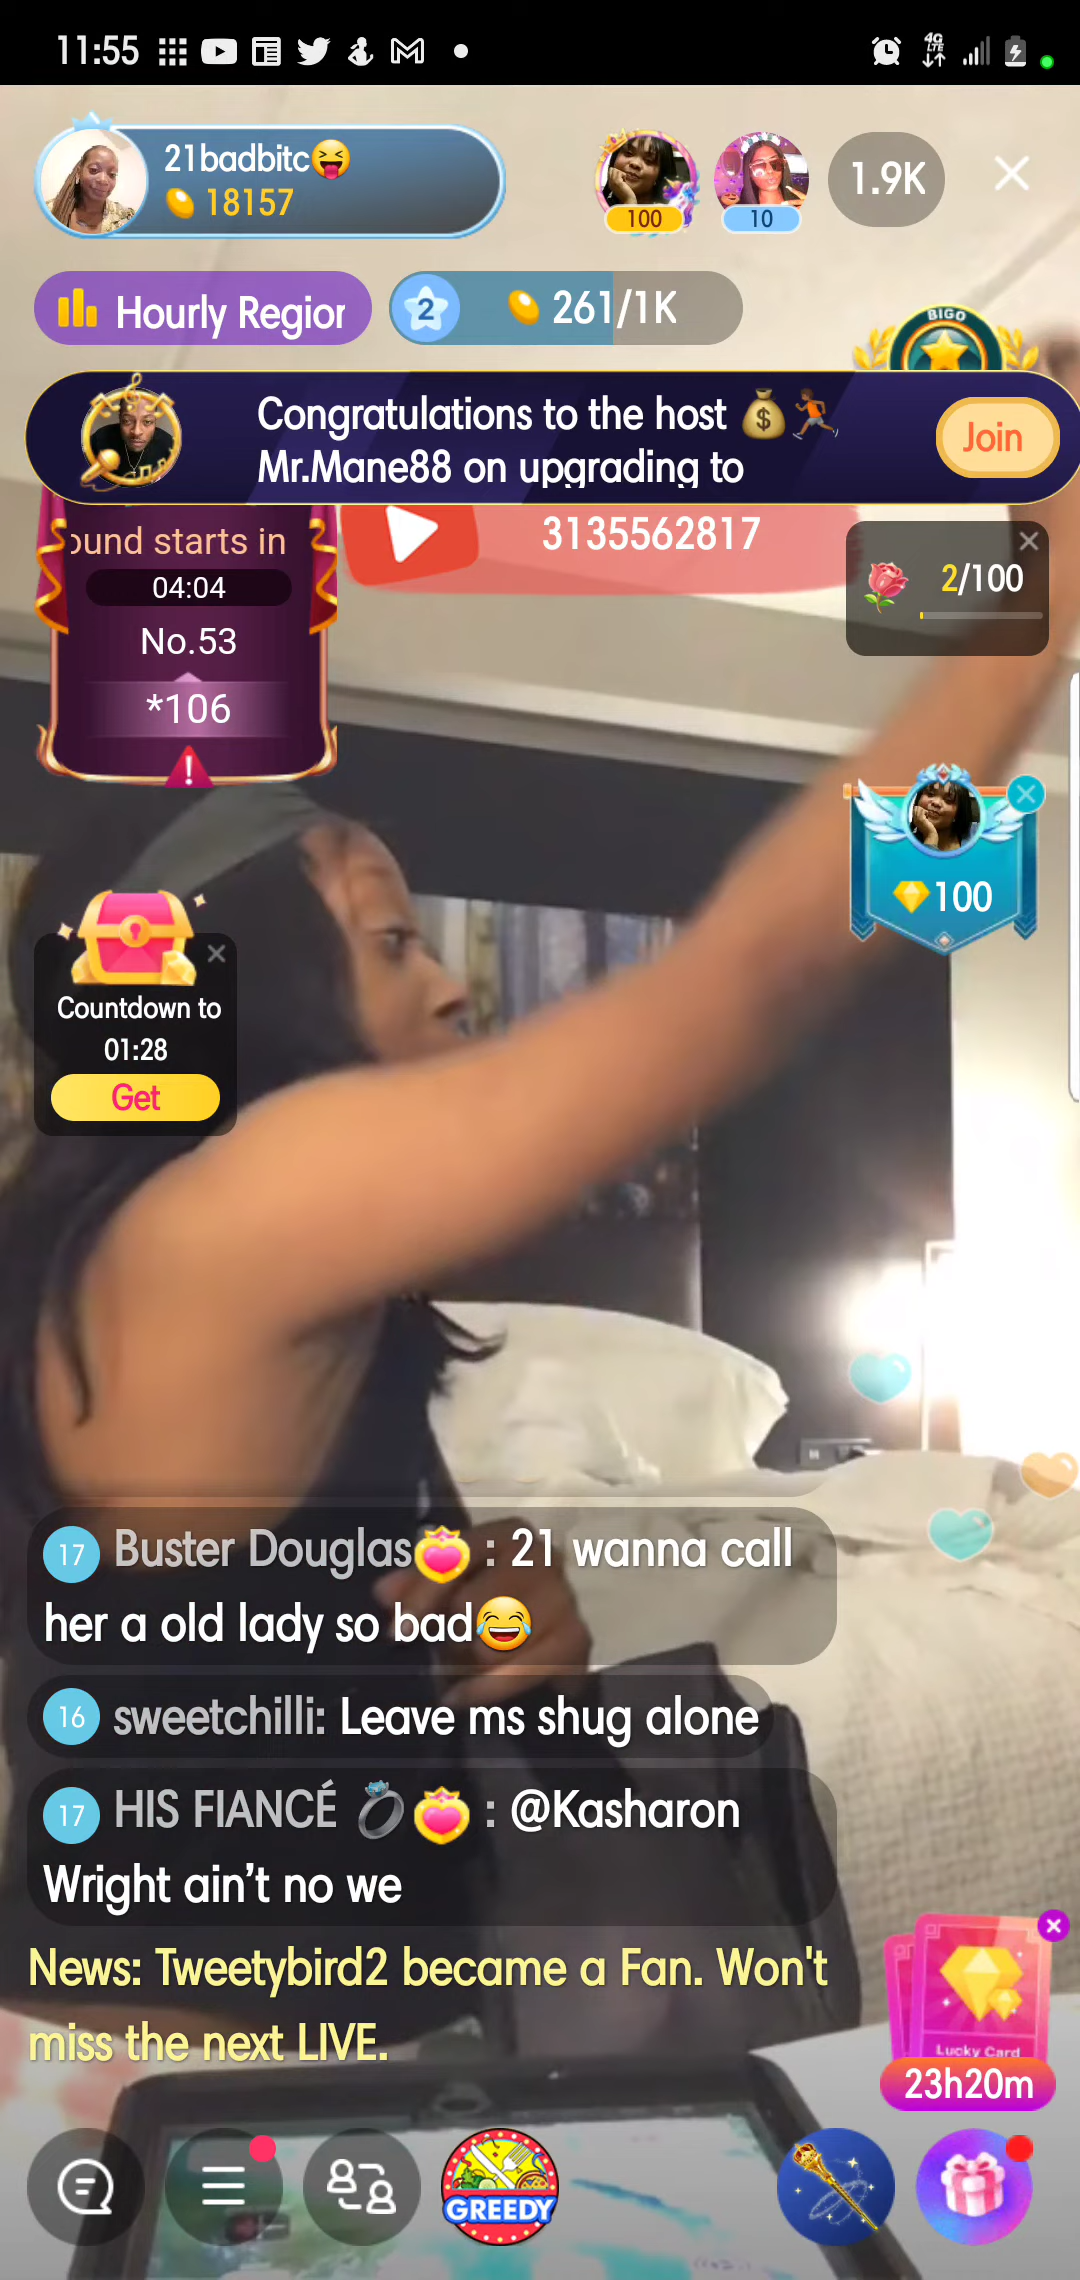 11:55
4G LTE
21badbitc😝
18157
100
10
1.9K
Hourly Region
2
261/1K
BIGO
Congratulations to the host 💰🏃
Mr.Mane88 on upgrading to
Join
ound starts in
04:04
No.53
*106
3135562817
2/100
100
Countdown to
01:28
Get
17 Buster Douglas : 21 wanna call
her a old lady so bad😂
16 sweetchilli: Leave ms shug alone
17 HIS FIANCÉ 💍 : @Kasharon
Wright ain’t no we
News: Tweetybird2 became a Fan. Won't
miss the next LIVE.
Lucky Card
23h20m
GREEDY